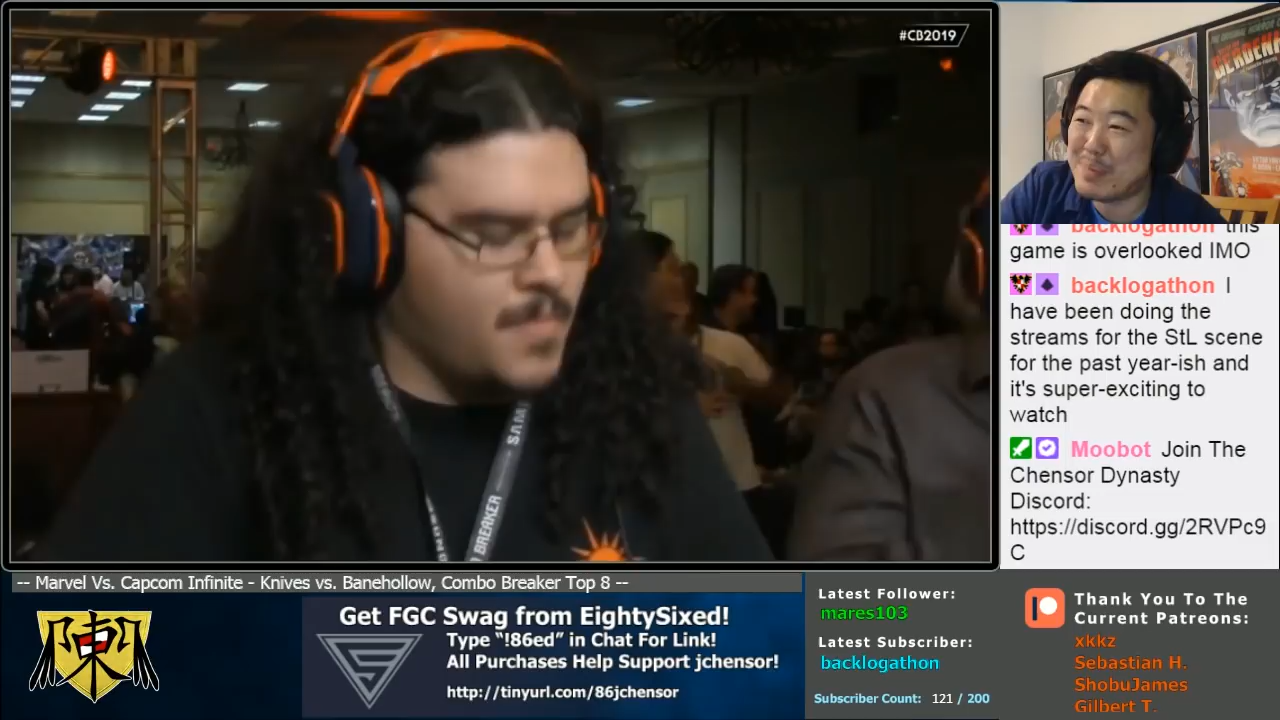 #CB2019
SAM
BREAKER
backlogathon this
game is overlooked IMO
backlogathon I
have been doing the
streams for the StL scene
for the past year-ish and
it's super-exciting to
watch
Moobot Join The
Chensor Dynasty
Discord:
https://discord.gg/2RVPc9
C
-- Marvel Vs. Capcom Infinite - Knives vs. Banehollow, Combo Breaker Top 8 --
Get FGC Swag from EightySixed!
Type "!86ed" in Chat For Link!
All Purchases Help Support jchensor!
http://tinyurl.com/86jchensor
Latest Follower:
mares103
Latest Subscriber:
backlogathon
Subscriber Count: 121 / 200
Thank You To The
Current Patreons:
xkkz
Sebastian H.
ShobuJames
Gilbert T.